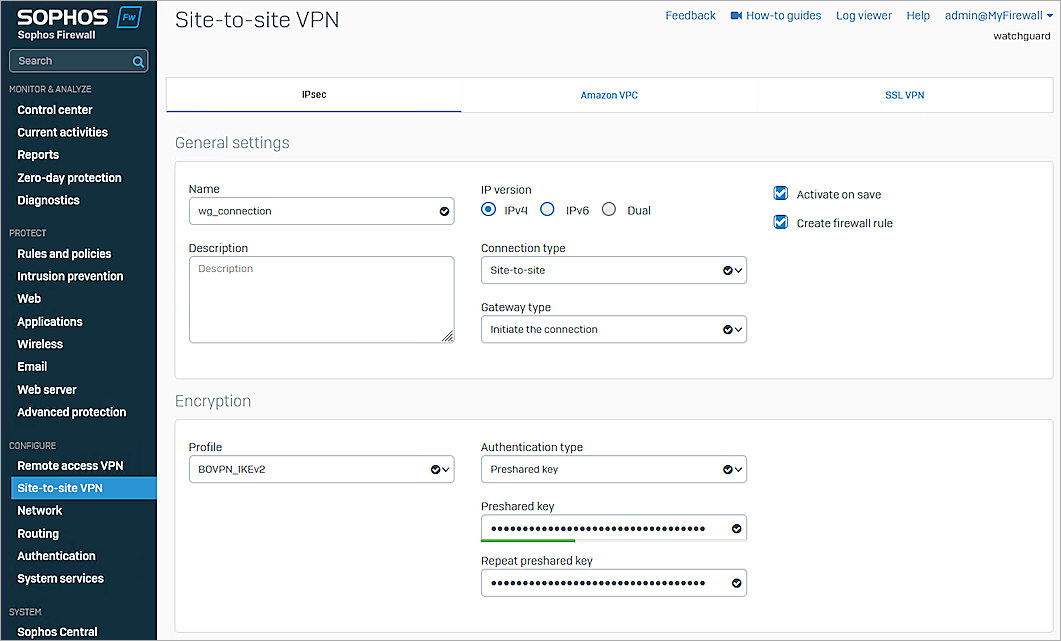 SOPHOS Fw
Sophos Firewall
Search
MONITOR & ANALYZE
Control center
Current activities
Reports
Zero-day protection
Diagnostics
PROTECT
Rules and policies
Intrusion prevention
Web
Applications
Wireless
Email
Web server
Advanced protection
CONFIGURE
Remote access VPN
Site-to-site VPN
Network
Routing
Authentication
System services
SYSTEM
Sophos Central
Site-to-site VPN
Feedback How-to guides Log viewer Help admin@MyFirewall
watchguard
IPsec Amazon VPC SSL VPN
General settings
Name
wg_connection
Description
Description
IP version
IPv4 IPv6 Dual
Connection type
Site-to-site
Gateway type
Initiate the connection
Activate on save
Create firewall rule
Encryption
Profile
BOVPN_IKEv2
Authentication type
Preshared key
Preshared key
Repeat preshared key